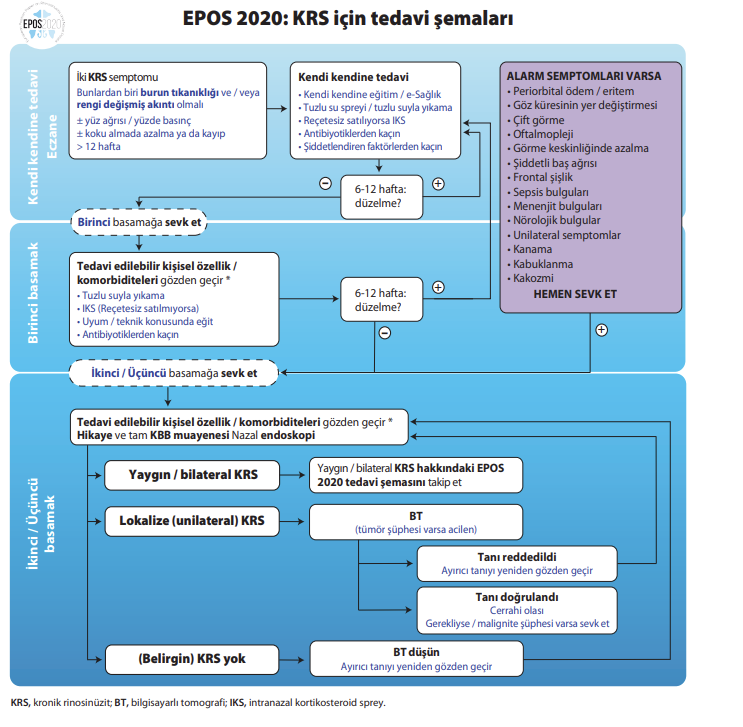 EPOS 2020: KRS için tedavi şemaları
EPOS2020
Kendi kendine tedavi
Eczane
İki KRS semptomu
Bunlardan biri burun tıkanıklığı ve / veya
rengi değişmiş akıntı olmalı
± yüz ağrısı / yüzde basınç
± koku almada azalma ya da kayıp
> 12 hafta
Kendi kendine tedavi
• Kendi kendine eğitim / e-Sağlık
• Tuzlu su spreyi / tuzlu suyla yıkama
• Reçetesiz satılıyorsa IKS
• Antibiyotiklerden kaçın
• Şiddetlendiren faktörlerden kaçın
ALARM SEMPTOMLARI VARSA
• Periorbital ödem / eritem
• Göz küresinin yer değiştirmesi
• Çift görme
• Oftalmopleji
• Görme keskinliğinde azalma
• Şiddetli baş ağrısı
• Frontal şişlik
• Sepsis bulguları
• Menenjit bulguları
• Nörolojik bulgular
• Unilateral semptomlar
• Kanama
• Kabuklanma
• Kakozmi
HEMEN SEVK ET
6-12 hafta:
düzelme?
Birinci basamağa sevk et
Birinci basamak
Tedavi edilebilir kişisel özellik /
komorbiditeleri gözden geçir *
• Tuzlu suyla yıkama
• IKS (Reçetesiz satılmıyorsa)
• Uyum / teknik konusunda eğit
• Antibiyotiklerden kaçın
6-12 hafta:
düzelme?
İkinci / Üçüncü basamağa sevk et
İkinci / Üçüncü
basamak
Tedavi edilebilir kişisel özellik / komorbiditeleri gözden geçir *
Hikaye ve tam KBB muayenesi Nazal endoskopi
Yaygın / bilateral KRS
Yaygın / bilateral KRS hakkındaki EPOS
2020 tedavi şemasını takip et
Lokalize (unilateral) KRS
BT
(tümör şüphesi varsa acilen)
Tanı reddedildi
Ayırıcı tanıyı yeniden gözden geçir
Tanı doğrulandı
Cerrahi olası
Gerekliyse / malignite şüphesi varsa sevk et
(Belirgin) KRS yok
BT düşün
Ayırıcı tanıyı yeniden gözden geçir
KRS, kronik rinosinüzit; BT, bilgisayarlı tomografi; IKS, intranazal kortikosteroid sprey.